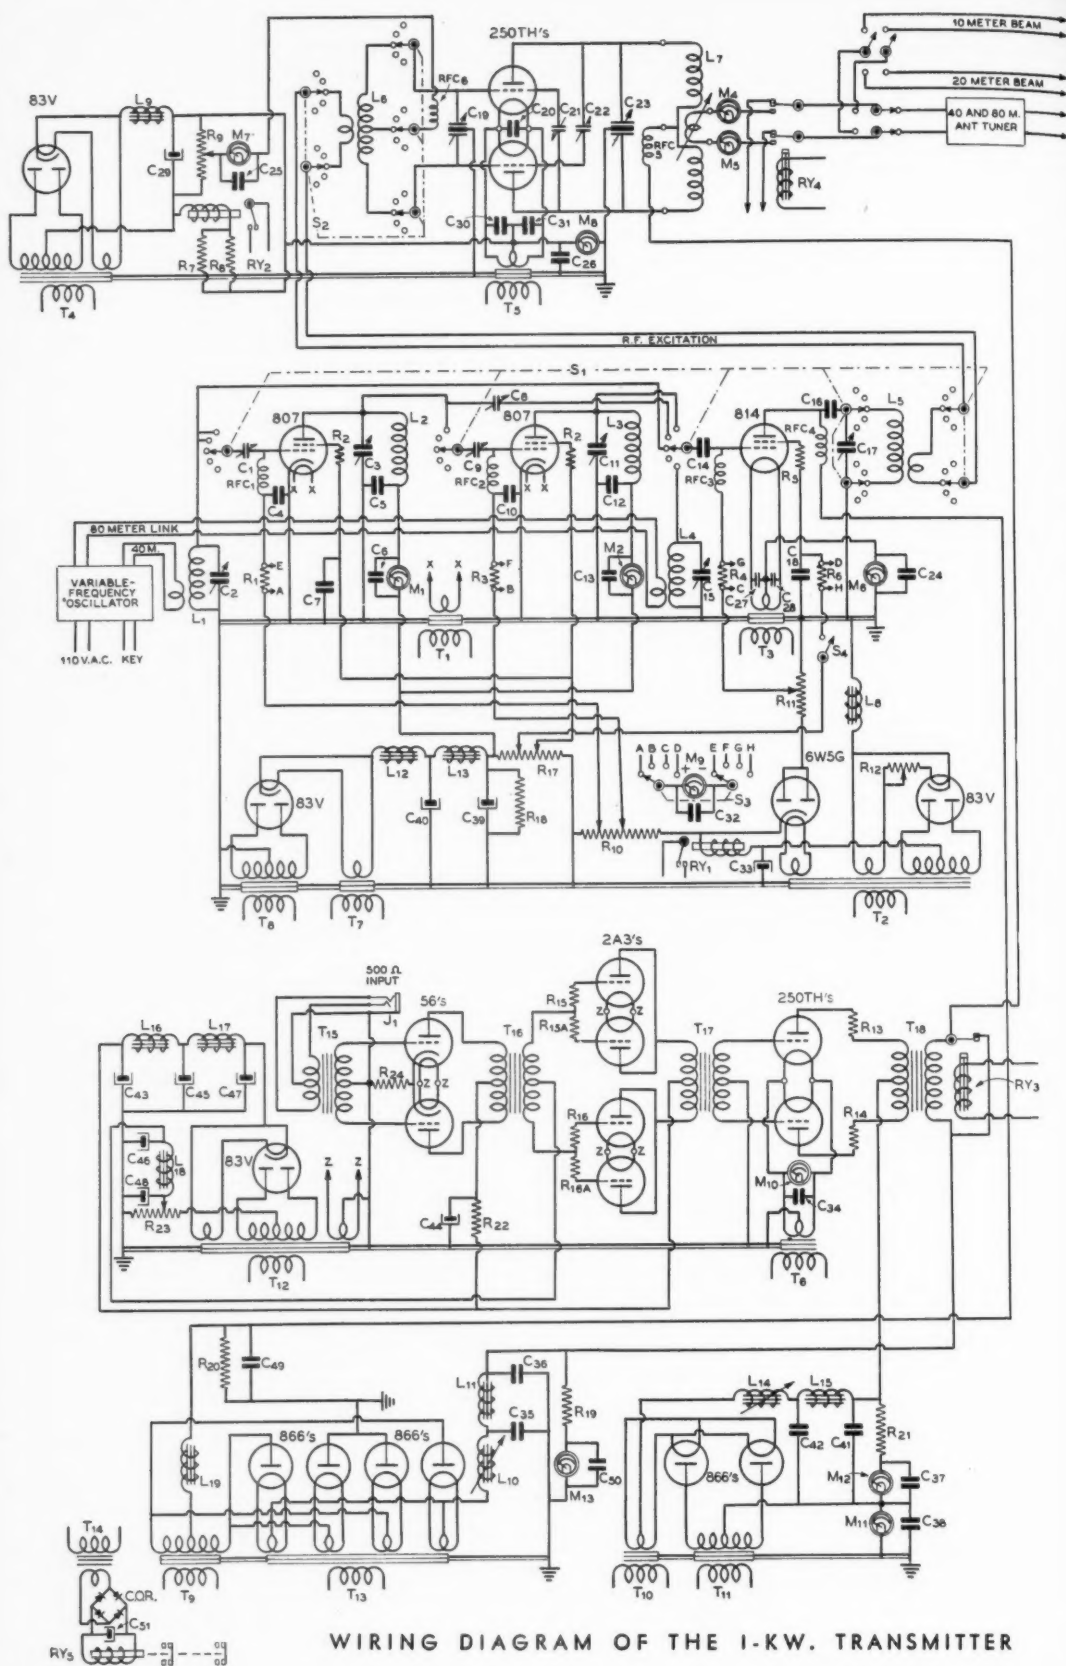 250TH's
10 METER BEAM
L7
83V
L9
RFC6
M4
20 METER BEAM
R9
M7
L6
C19
C20
C21
C22
C23
C29
C25
RFC5
M5
40 AND 80 M.
ANT TUNER
S2
RY4
C30
C31
M8
R7
R8
RY2
C26
T4
T5
R.F. EXCITATION
S1
C8
807
L2
807
L3
814
C16
L5
R2
R2
RFC4
C1
C3
C9
C11
C14
C17
RFC1
C5
RFC2
C12
RFC3
R5
C4
C10
X X
X X
80 METER LINK
40 M.
C6
M2
L4
VARIABLE-
FREQUENCY
OSCILLATOR
C2
R1
E
A
C7
M1
X X
R3
F
B
C13
C15
G
R4
C
C18
D
R6
H
M6
C24
C27
C28
L1
110 V.A.C. KEY
T1
T3
S4
R11
L8
L12
L13
R17
A B C D
M9
+ -
E F G H
6W5G
R12
83V
C40
C39
R18
S3
C32
83V
R10
RY1
C33
T8
T7
T2
2A3's
500 Ω
INPUT
J1
56's
250TH's
L16
L17
T15
T16
R15
Z Z
R15A
T17
R13
T18
C43
C45
C47
R24
Z Z
RY3
C46
L18
83V
Z Z
R16
Z Z
R16A
R14
C48
M10
R23
C44
R22
C34
T12
T6
R20
C49
C36
L11
R19
L14
L15
C35
866's
866's
C42
C41
R21
L19
L10
C50
866's
M12
C37
M13
M11
C38
T14
T9
T13
T10
T11
C.O.R.
C51
RY5
WIRING DIAGRAM OF THE 1-KW. TRANSMITTER